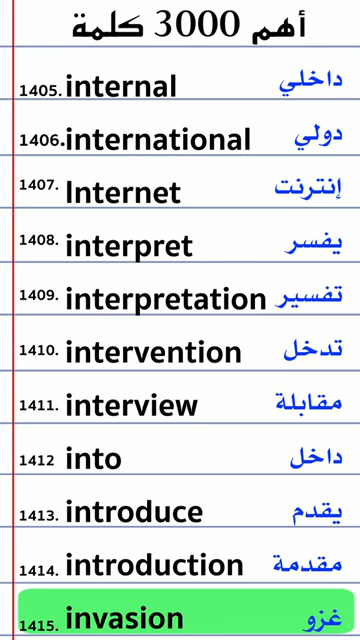 أهم 3000 كلمة
1405. internal داخلي
1406. international دولي
1407. Internet إنترنت
1408. interpret يفسر
1409. interpretation تفسير
1410. intervention تدخل
1411. interview مقابلة
1412 into داخل
1413. introduce يقدم
1414. introduction مقدمة
1415. invasion غزو